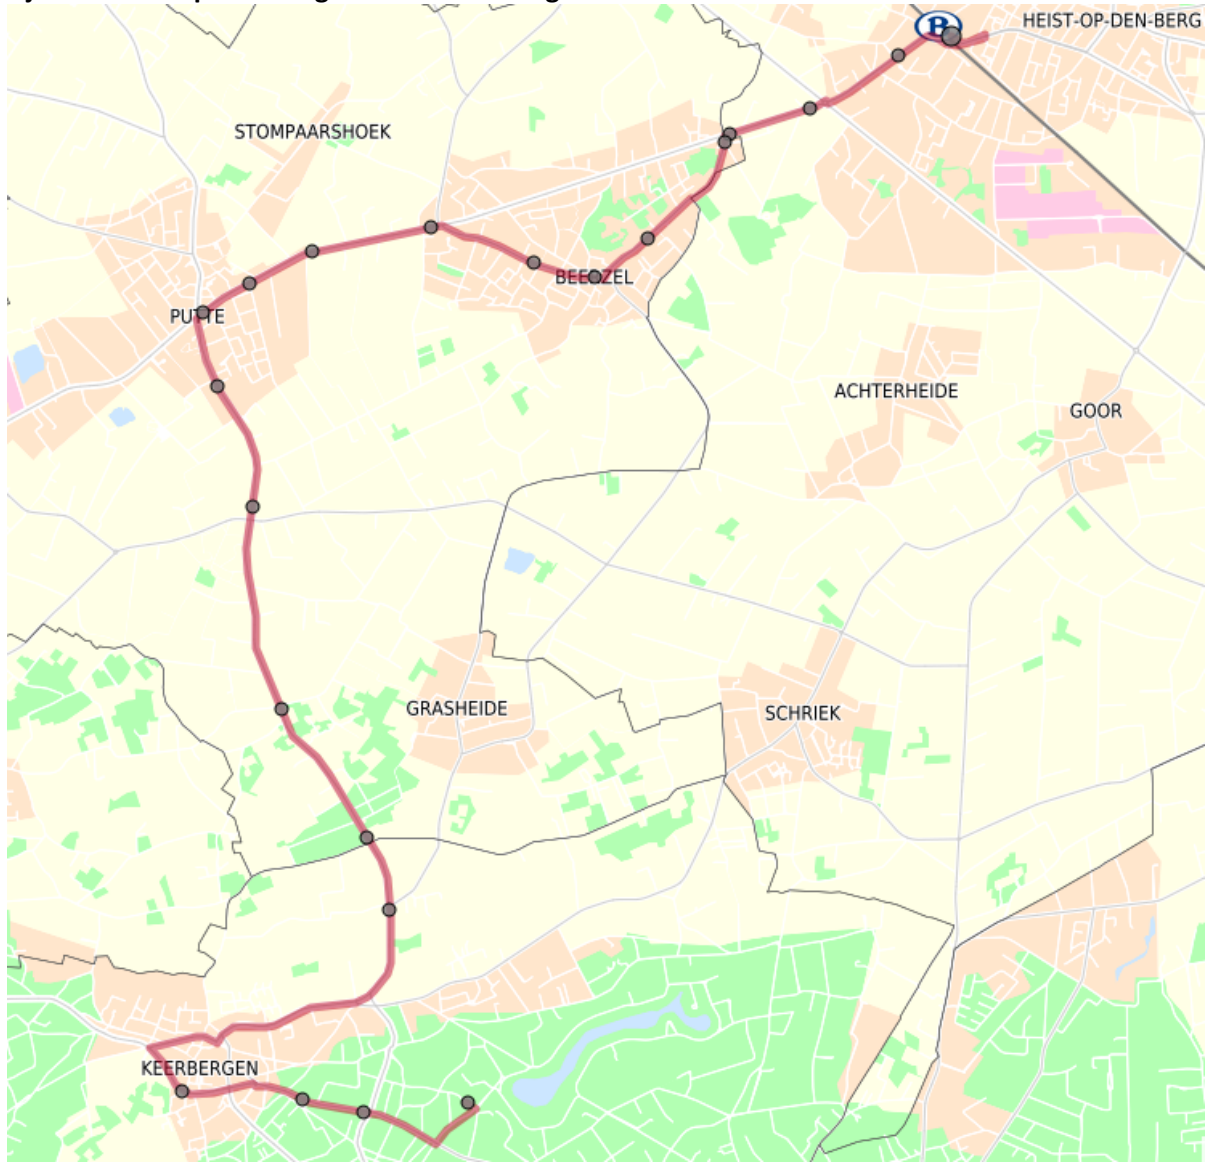 HEIST-OP-DEN-BERG
B
STOMPAARSHOEK
BEERZEL
PUTTE
ACHTERHEIDE
GOOR
GRASHEIDE
SCHRIEK
KEERBERGEN